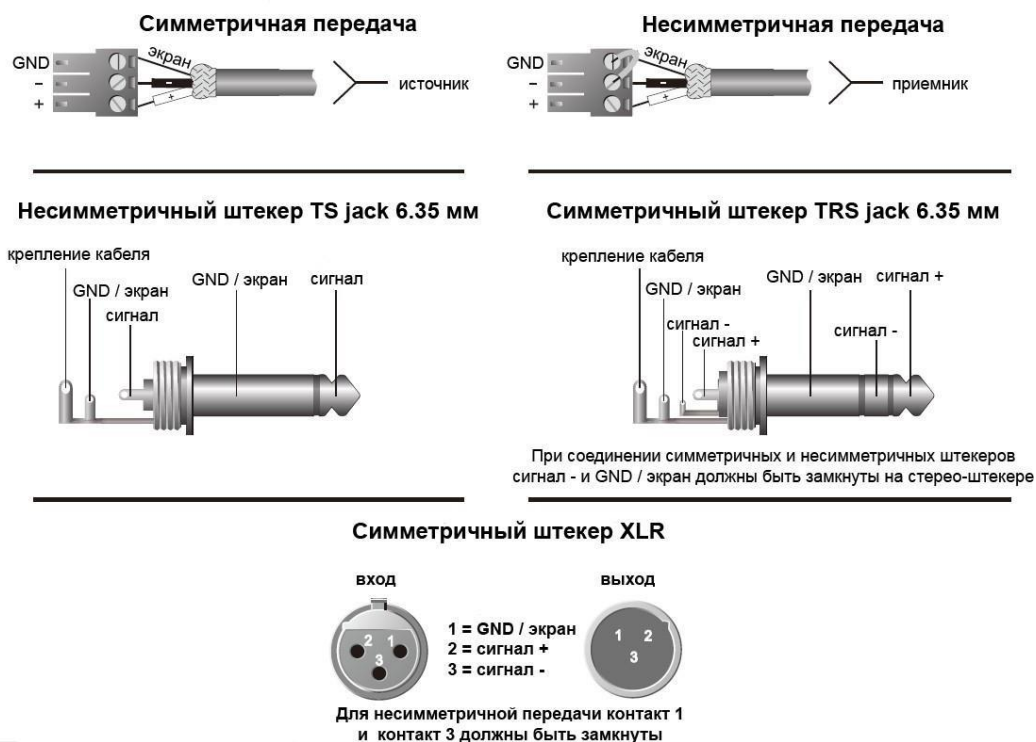 Симметричная передача
GND
экран
-
-
+
+
источник
Несимметричная передача
GND
экран
-
-
+
+
приемник
Несимметричный штекер TS jack 6.35 мм
крепление кабеля
GND / экран
сигнал
GND / экран
сигнал
Симметричный штекер TRS jack 6.35 мм
крепление кабеля
GND / экран
сигнал -
сигнал +
GND / экран
сигнал -
сигнал +
При соединении симметричных и несимметричных штекеров
сигнал - и GND / экран должны быть замкнуты на стерео-штекере
Симметричный штекер XLR
вход
2 1
3
1 = GND / экран
2 = сигнал +
3 = сигнал -
выход
1 2
3
Для несимметричной передачи контакт 1
и контакт 3 должны быть замкнуты